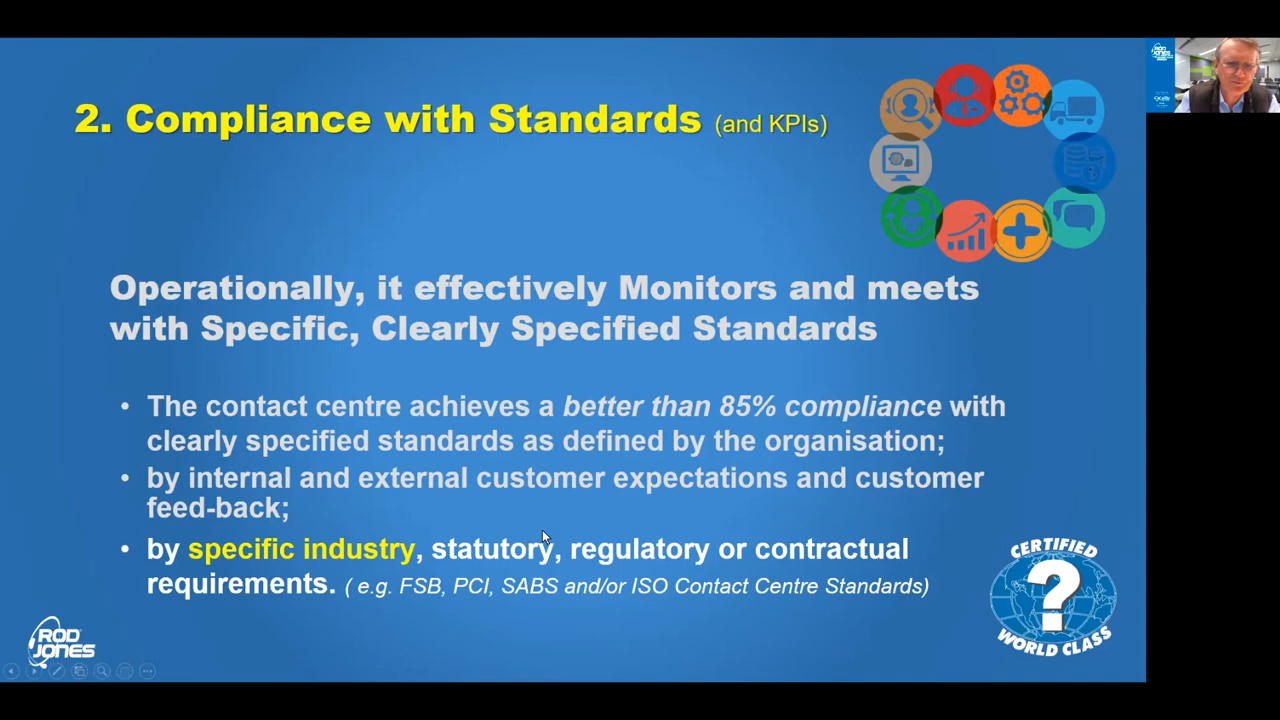 2. Compliance with Standards (and KPIs)
Operationally, it effectively Monitors and meets
with Specific, Clearly Specified Standards
• The contact centre achieves a better than 85% compliance with
clearly specified standards as defined by the organisation;
• by internal and external customer expectations and customer
feed-back;
• by specific industry, statutory, regulatory or contractual
requirements. ( e.g. FSB, PCI, SABS and/or ISO Contact Centre Standards)
CERTIFIED
?
WORLD CLASS
ROD
JONES